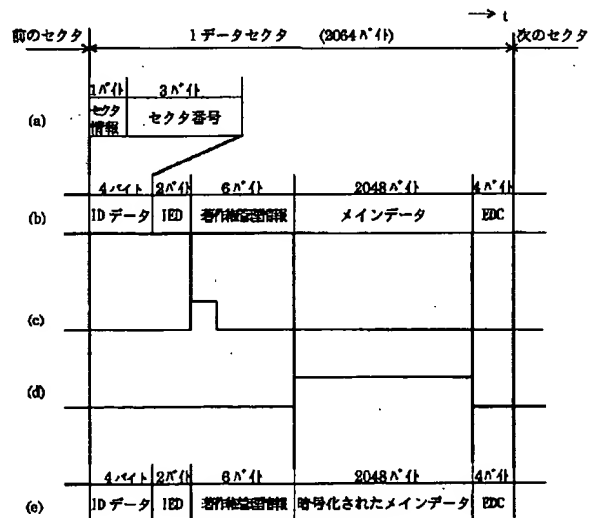 → t
前のセクタ 1データセクタ (2064バイト) 次のセクタ
1バイト 3バイト
(a) セクタ情報 セクタ番号
4バイト 2バイト 6バイト 2048バイト 4バイト
(b) IDデータ IED 著作権管理情報 メインデータ EDC
(c)
(d)
4バイト 2バイト 6バイト 2048バイト 4バイト
(e) IDデータ IED 著作権管理情報 暗号化されたメインデータ EDC